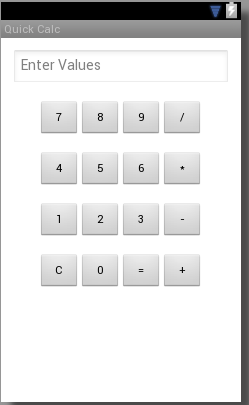 Quick Calc
Enter Values
7 8 9 /
4 5 6 *
1 2 3 -
C 0 = +